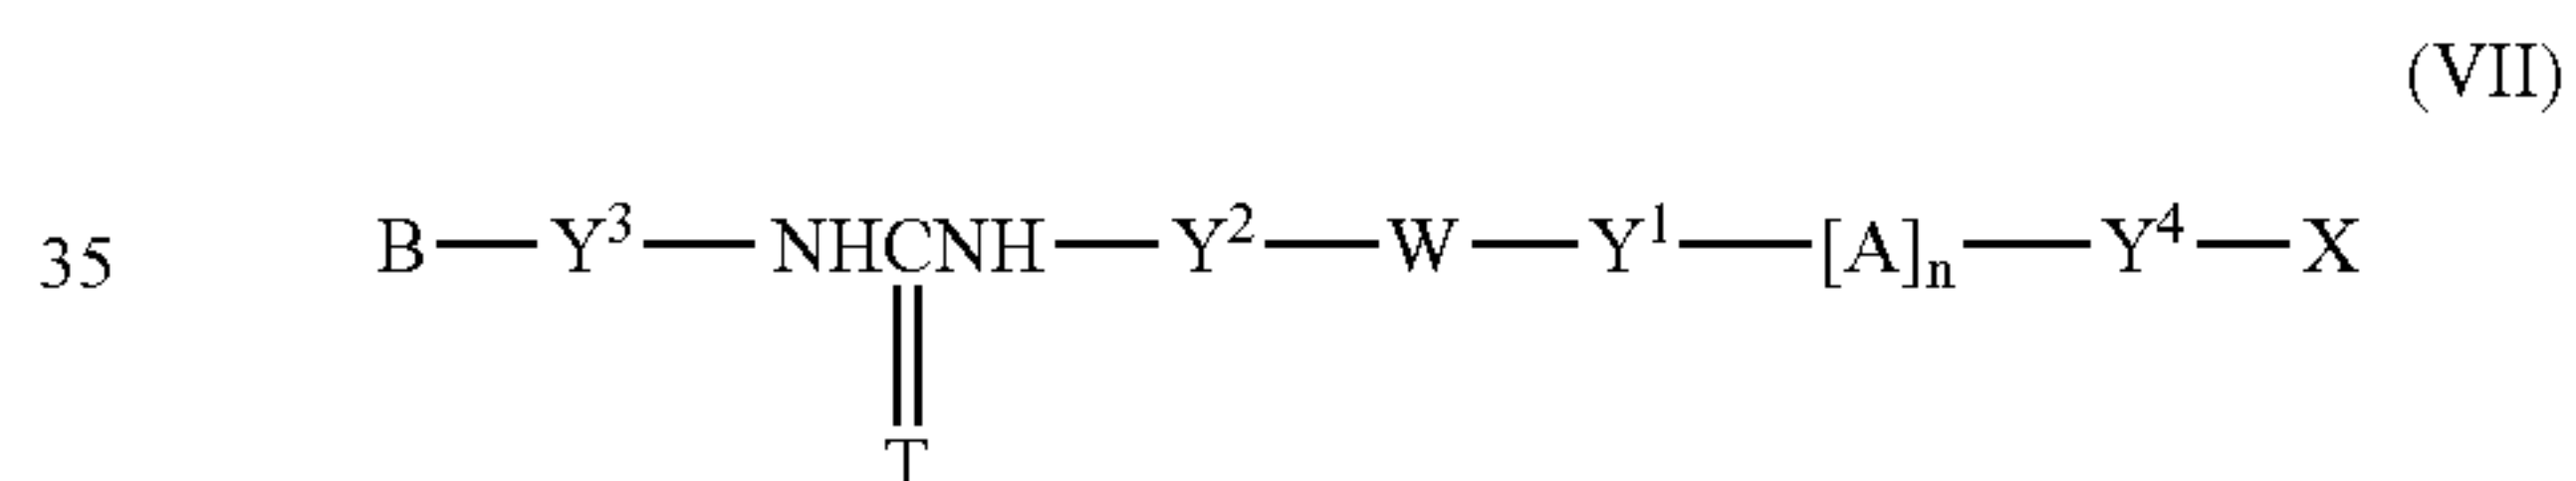 (VII)
35 B—Y³—NHCNH—Y²—W—Y¹—[A]ₙ—Y⁴—X
T